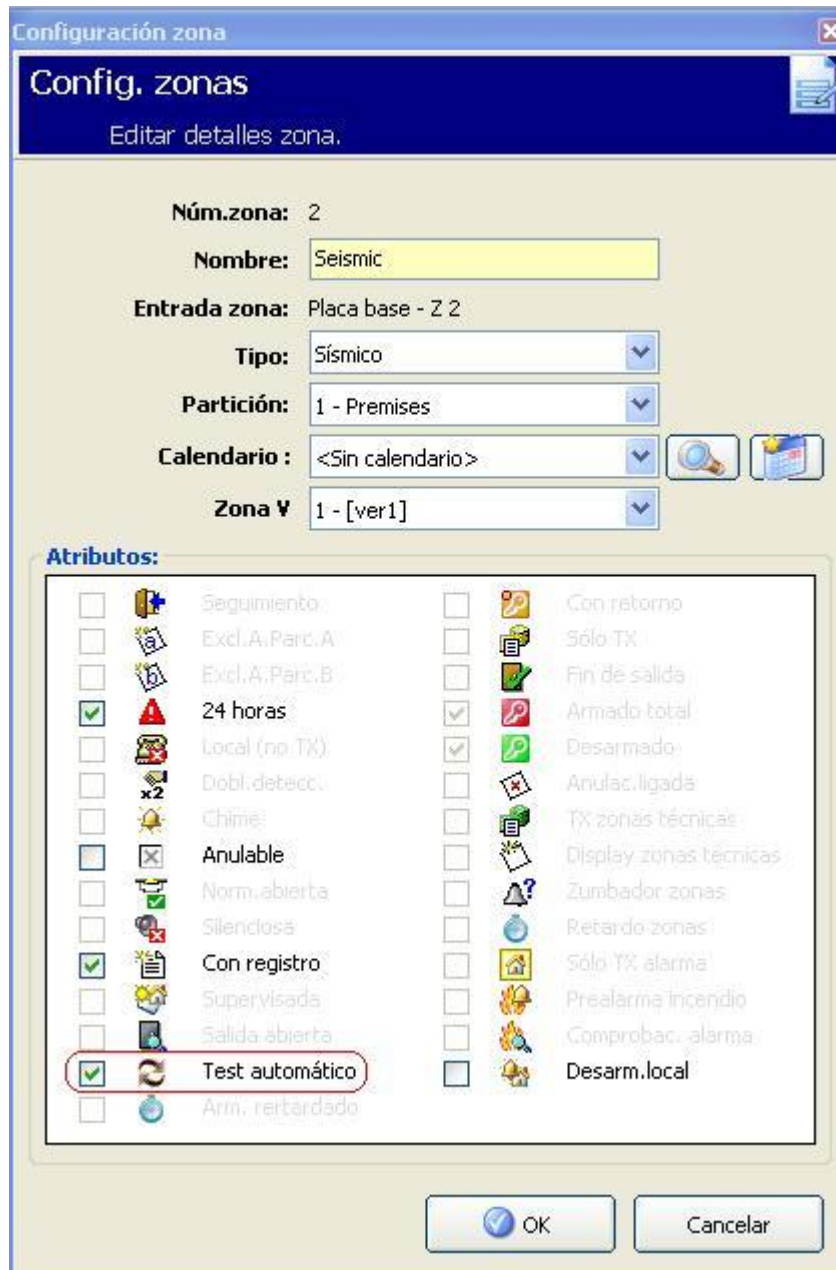 Configuración zona
Config. zonas
Editar detalles zona.
Núm.zona: 2
Nombre: Seismic
Entrada zona: Placa base - Z 2
Tipo: Sísmico
Partición: 1 - Premises
Calendario : <Sin calendario>
Zona V 1 - [ver1]
Atributos:
Seguimiento Con retorno
Excl.A.Parc.A Sólo TX
Excl.A.Parc.B Fin de salida
24 horas Armado total
Local (no TX) Desarmado
Dobl.detecc. Anulac.ligada
Chime TX zonas técnicas
Anulable Display zonas técnicas
Norm.abierta Zumbador zonas
Silenciosa Retardo zonas
Con registro Sólo TX alarma
Supervisada Prealarma incendio
Salida abierta Comprobac. alarma
Test automático Desarm.local
Arm. rertardado
OK Cancelar